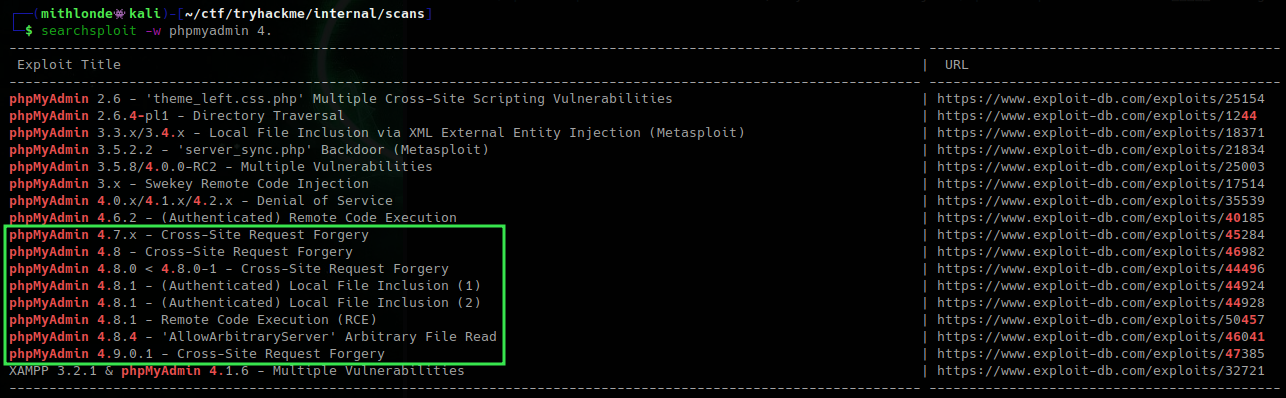 (mithlonde👾kali)-[~/ctf/tryhackme/internal/scans]
$ searchsploit -w phpmyadmin 4.
Exploit Title | URL
phpMyAdmin 2.6 - 'theme_left.css.php' Multiple Cross-Site Scripting Vulnerabilities | https://www.exploit-db.com/exploits/25154
phpMyAdmin 2.6.4-pl1 - Directory Traversal | https://www.exploit-db.com/exploits/1244
phpMyAdmin 3.3.x/3.4.x - Local File Inclusion via XML External Entity Injection (Metasploit) | https://www.exploit-db.com/exploits/18371
phpMyAdmin 3.5.2.2 - 'server_sync.php' Backdoor (Metasploit) | https://www.exploit-db.com/exploits/21834
phpMyAdmin 3.5.8/4.0.0-RC2 - Multiple Vulnerabilities | https://www.exploit-db.com/exploits/25003
phpMyAdmin 3.x - Swekey Remote Code Injection | https://www.exploit-db.com/exploits/17514
phpMyAdmin 4.0.x/4.1.x/4.2.x - Denial of Service | https://www.exploit-db.com/exploits/35539
phpMyAdmin 4.6.2 - (Authenticated) Remote Code Execution | https://www.exploit-db.com/exploits/40185
phpMyAdmin 4.7.x - Cross-Site Request Forgery | https://www.exploit-db.com/exploits/45284
phpMyAdmin 4.8 - Cross-Site Request Forgery | https://www.exploit-db.com/exploits/46982
phpMyAdmin 4.8.0 < 4.8.0-1 - Cross-Site Request Forgery | https://www.exploit-db.com/exploits/44496
phpMyAdmin 4.8.1 - (Authenticated) Local File Inclusion (1) | https://www.exploit-db.com/exploits/44924
phpMyAdmin 4.8.1 - (Authenticated) Local File Inclusion (2) | https://www.exploit-db.com/exploits/44928
phpMyAdmin 4.8.1 - Remote Code Execution (RCE) | https://www.exploit-db.com/exploits/50457
phpMyAdmin 4.8.4 - 'AllowArbitraryServer' Arbitrary File Read | https://www.exploit-db.com/exploits/46041
phpMyAdmin 4.9.0.1 - Cross-Site Request Forgery | https://www.exploit-db.com/exploits/47385
XAMPP 3.2.1 & phpMyAdmin 4.1.6 - Multiple Vulnerabilities | https://www.exploit-db.com/exploits/32721